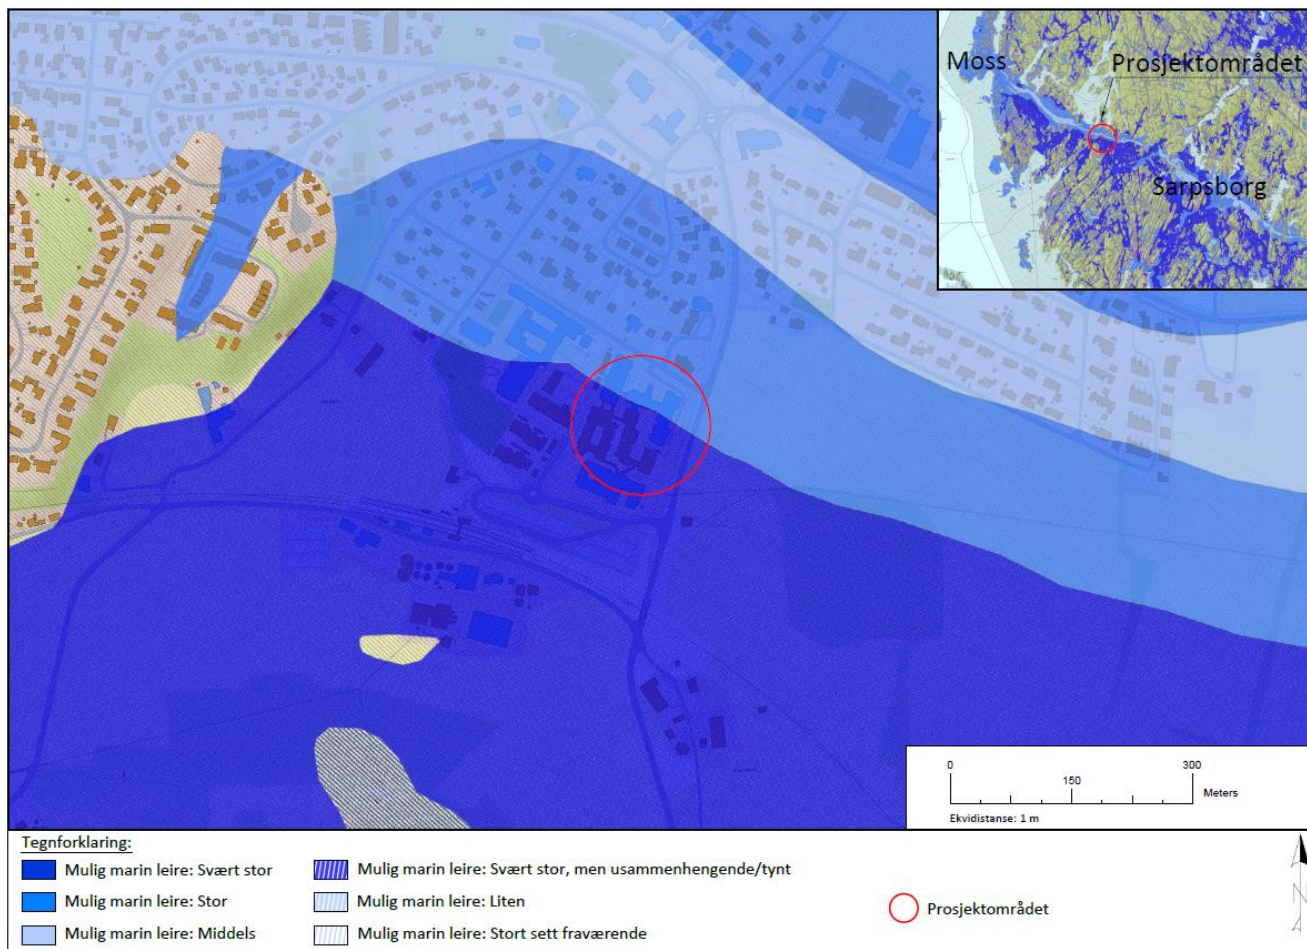 Moss
Prosjektområdet
Sarpsborg
0
300
150
Meters
Ekvidistanse: 1 m
Tegnforklaring:
Mulig marin leire: Svært stor
Mulig marin leire: Stor
Mulig marin leire: Middels
Mulig marin leire: Svært stor, men usammenhengende/tynt
Mulig marin leire: Liten
Mulig marin leire: Stort sett fraværende
Prosjektområdet
N